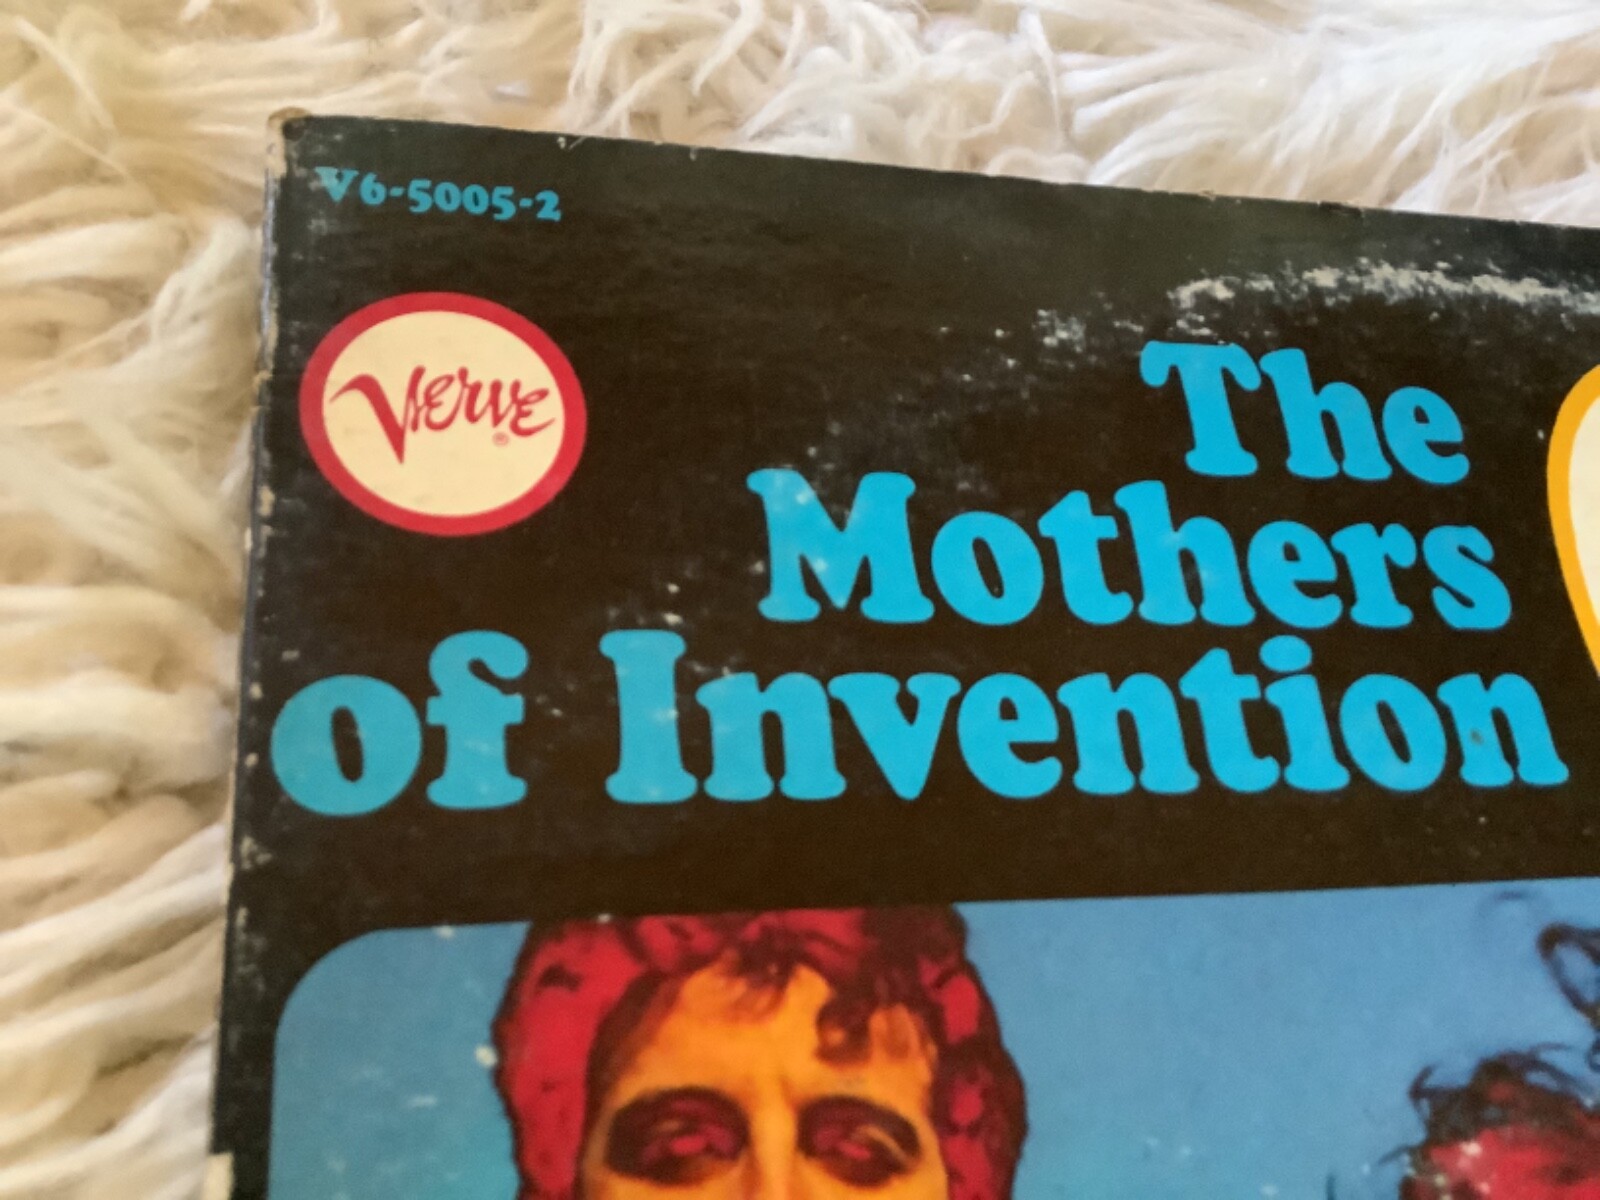 V6-5005-2
Verve
®
The
Mothers
of Invention